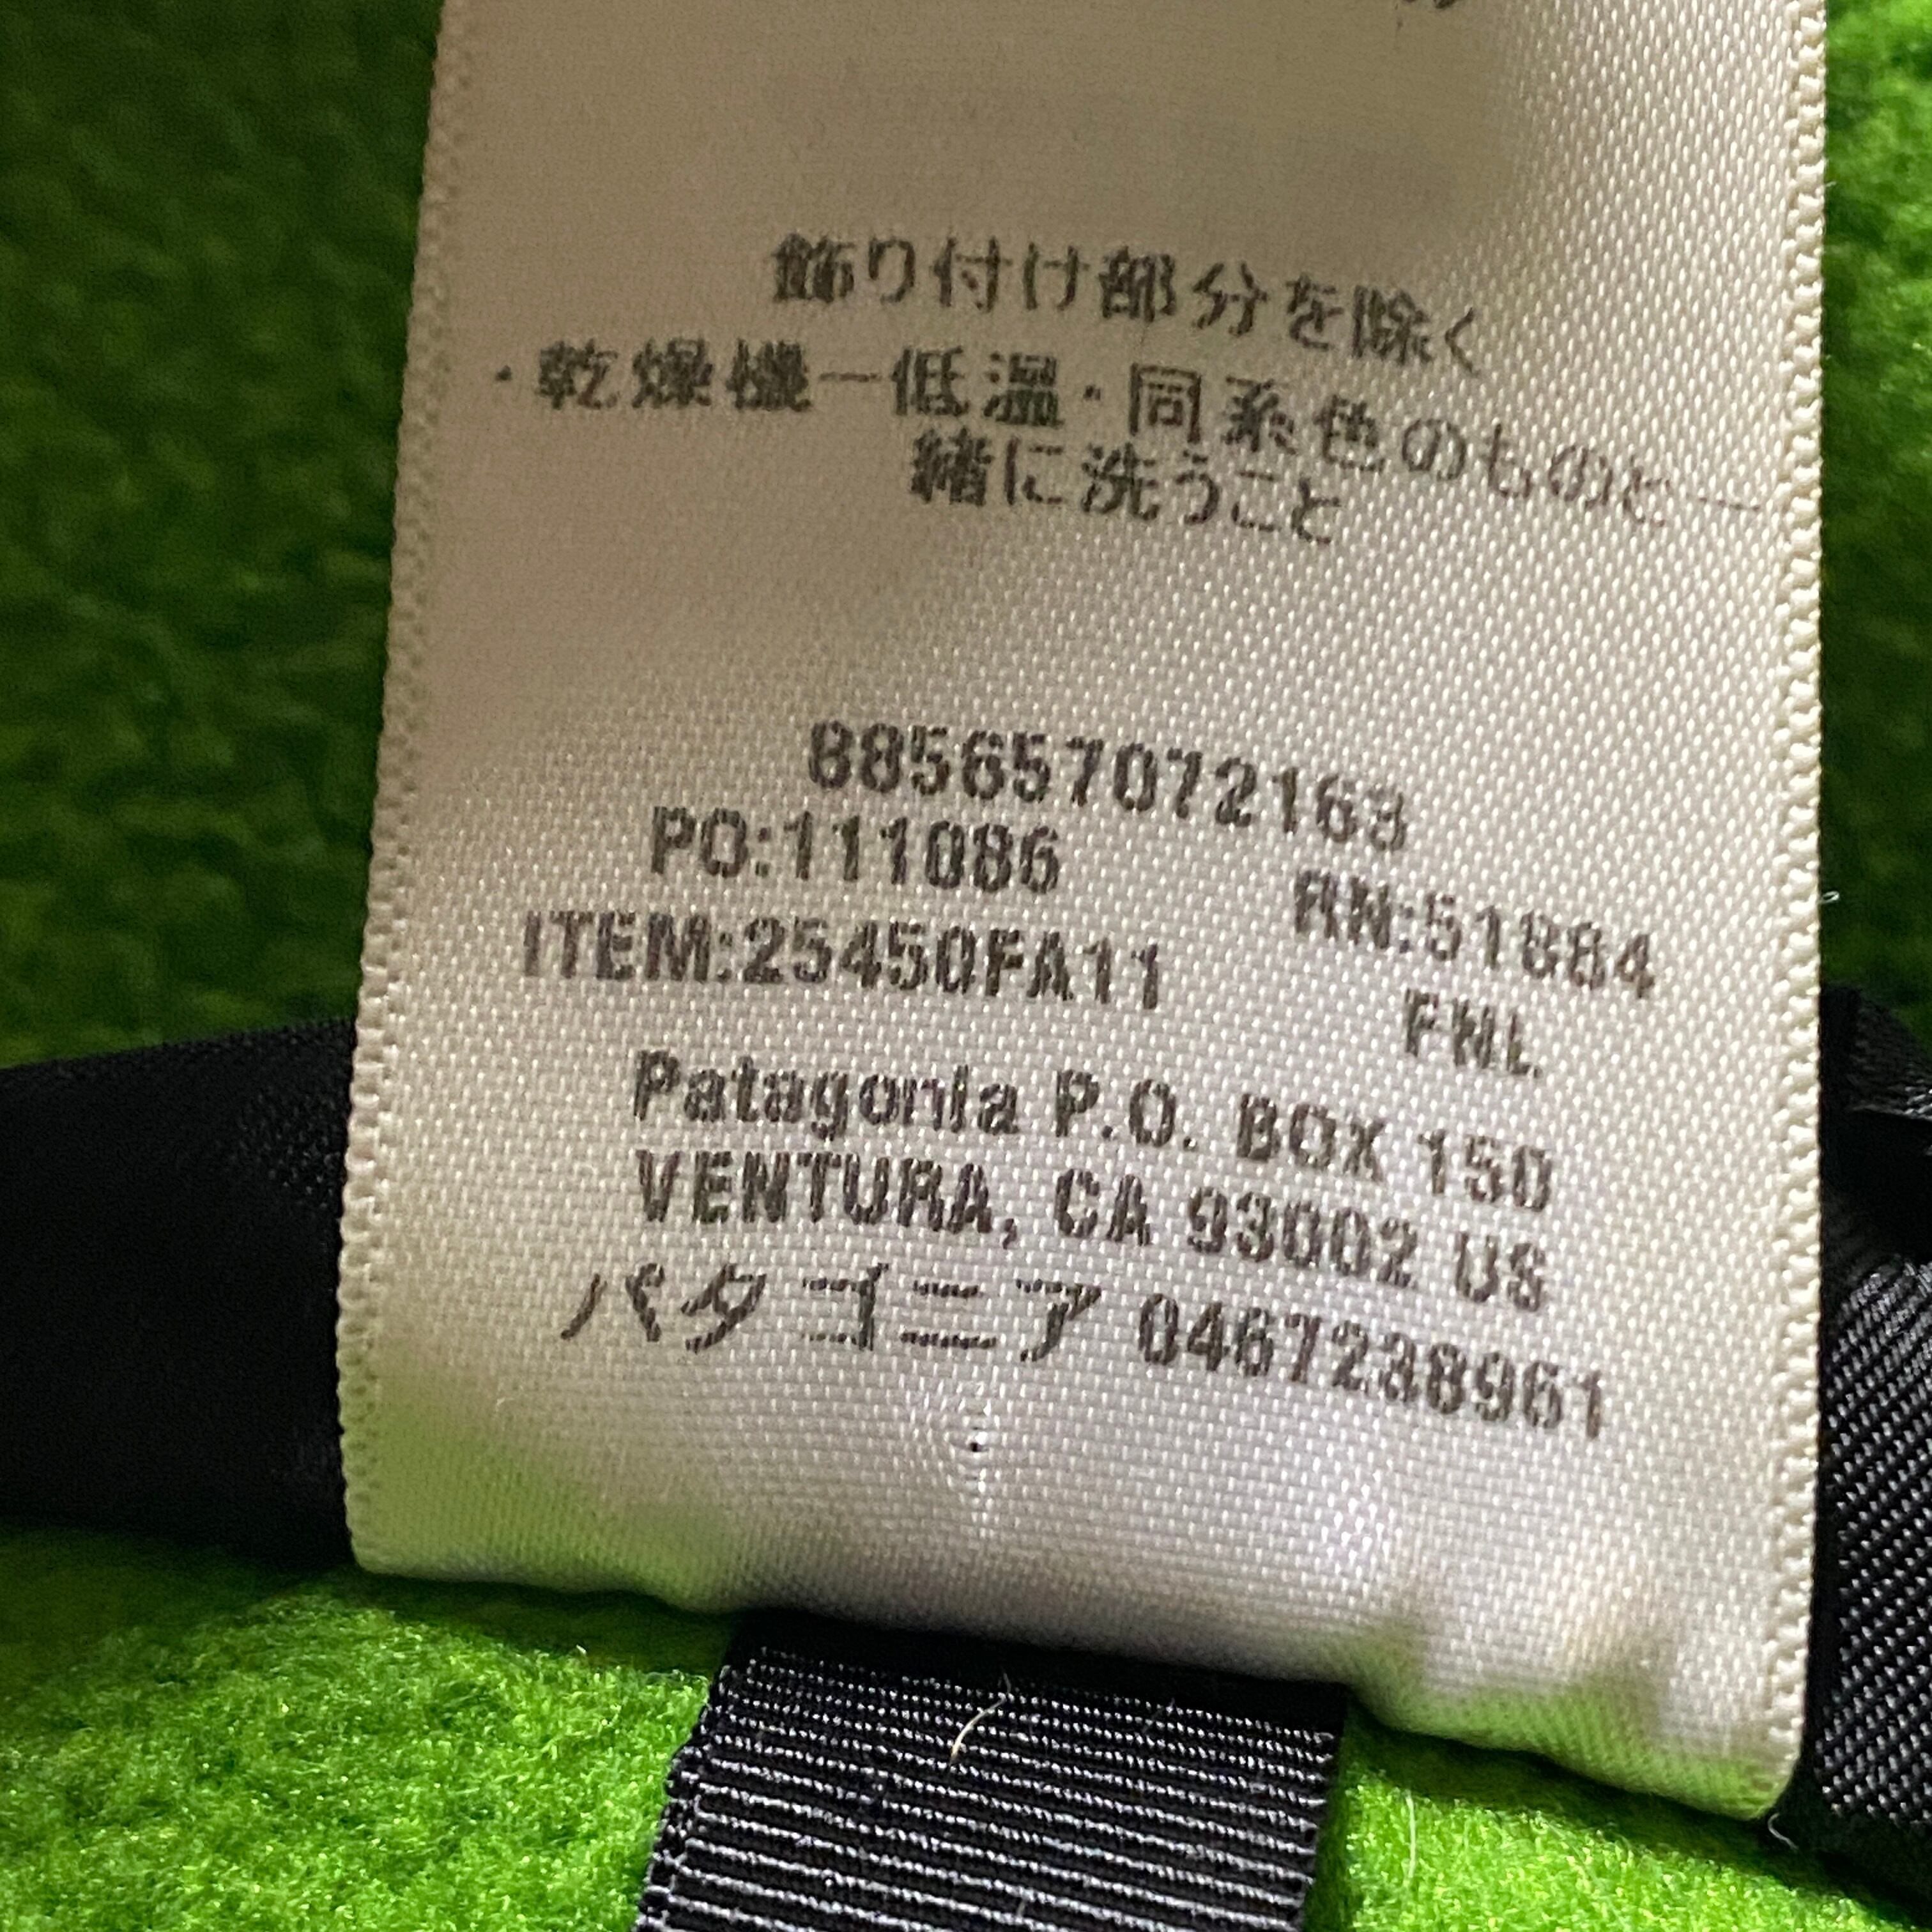 飾り付け部分を除く
・乾燥機ー低温・同系色のものと一
緒に洗うこと
885657072163
PO:111086 RN:51884
ITEM:25450FA11 FNL
Patagonia P.O. BOX 150
VENTURA, CA 93002 US
パタゴニア 0467238961